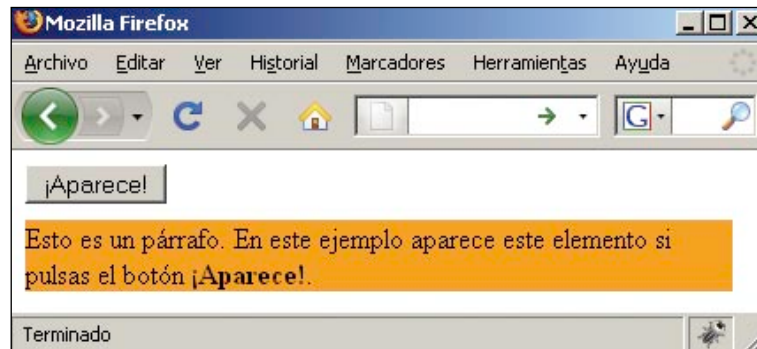 Mozilla Firefox
Archivo Editar Ver Historial Marcadores Herramientas Ayuda
G
¡Aparece!
Esto es un párrafo. En este ejemplo aparece este elemento si
pulsas el botón ¡Aparece!.
Terminado